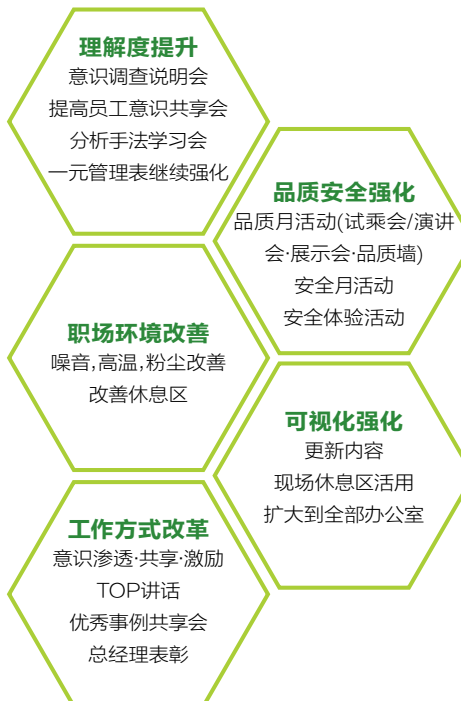 理解度提升
意识调查说明会
提高员工意识共享会
分析手法学习会
一元管理表继续强化
品质安全强化
品质月活动(试乘会/演讲
会·展示会·品质墙)
安全月活动
安全体验活动
职场环境改善
噪音,高温,粉尘改善
改善休息区
可视化强化
更新内容
现场休息区活用
扩大到全部办公室
工作方式改革
意识渗透·共享·激励
TOP讲话
优秀事例共享会
总经理表彰